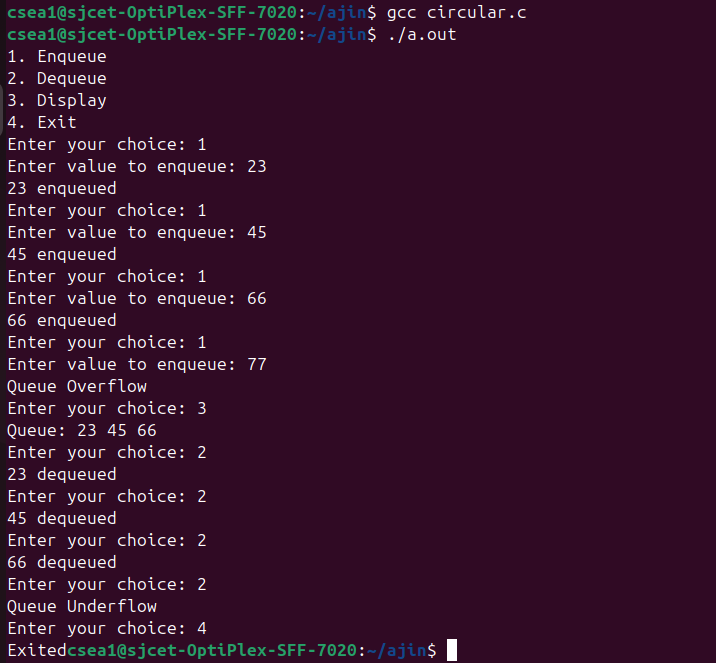 csea1@sjcet-OptiPlex-SFF-7020:~/ajin$ gcc circular.c
csea1@sjcet-OptiPlex-SFF-7020:~/ajin$ ./a.out
1. Enqueue
2. Dequeue
3. Display
4. Exit
Enter your choice: 1
Enter value to enqueue: 23
23 enqueued
Enter your choice: 1
Enter value to enqueue: 45
45 enqueued
Enter your choice: 1
Enter value to enqueue: 66
66 enqueued
Enter your choice: 1
Enter value to enqueue: 77
Queue Overflow
Enter your choice: 3
Queue: 23 45 66
Enter your choice: 2
23 dequeued
Enter your choice: 2
45 dequeued
Enter your choice: 2
66 dequeued
Enter your choice: 2
Queue Underflow
Enter your choice: 4
Exitedcsea1@sjcet-OptiPlex-SFF-7020:~/ajin$